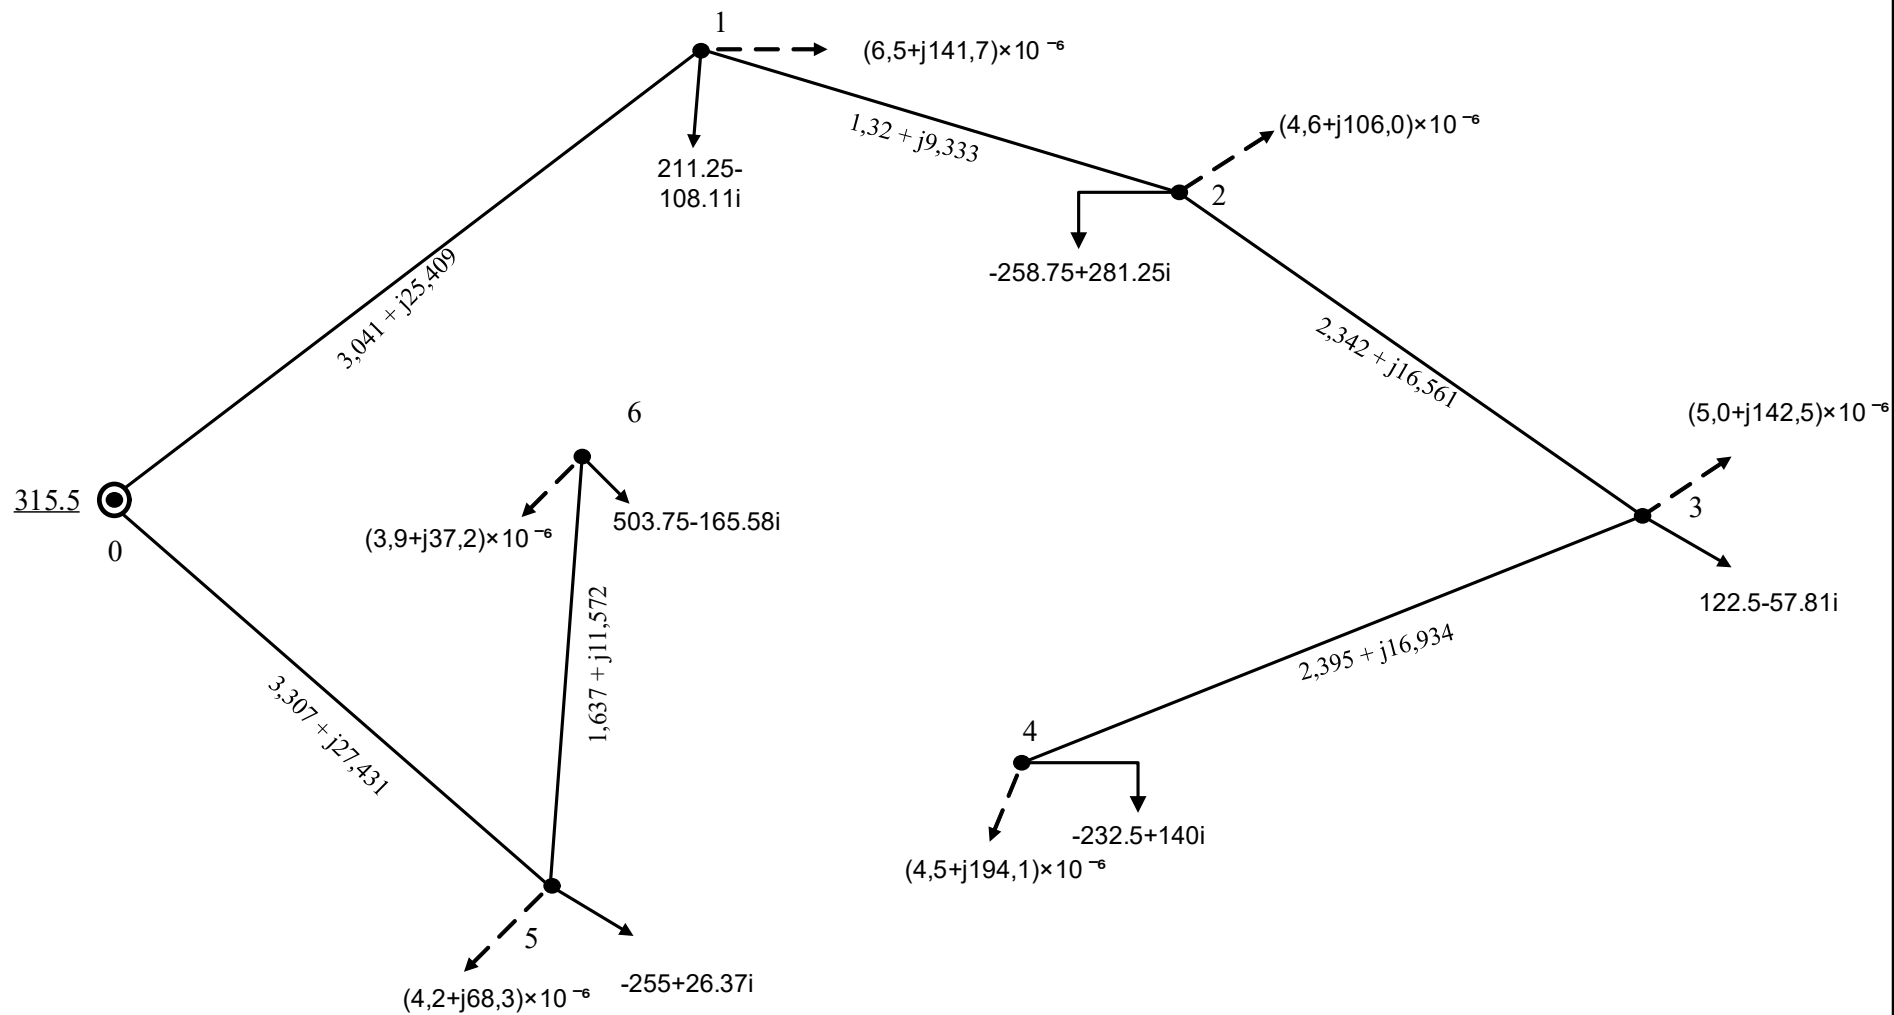 1
(6,5+j141,7)×10 ⁻⁶
(4,6+j106,0)×10 ⁻⁶
1,32 + j9,333
211.25-
108.11i
2
-258.75+281.25i
3,041 + j25,409
2,342 + j16,561
6
(5,0+j142,5)×10 ⁻⁶
315.5
0
(3,9+j37,2)×10 ⁻⁶
503.75-165.58i
3
122.5-57.81i
1,637 + j11,572
2,395 + j16,934
3,307 + j27,431
4
-232.5+140i
(4,5+j194,1)×10 ⁻⁶
5
-255+26.37i
(4,2+j68,3)×10 ⁻⁶